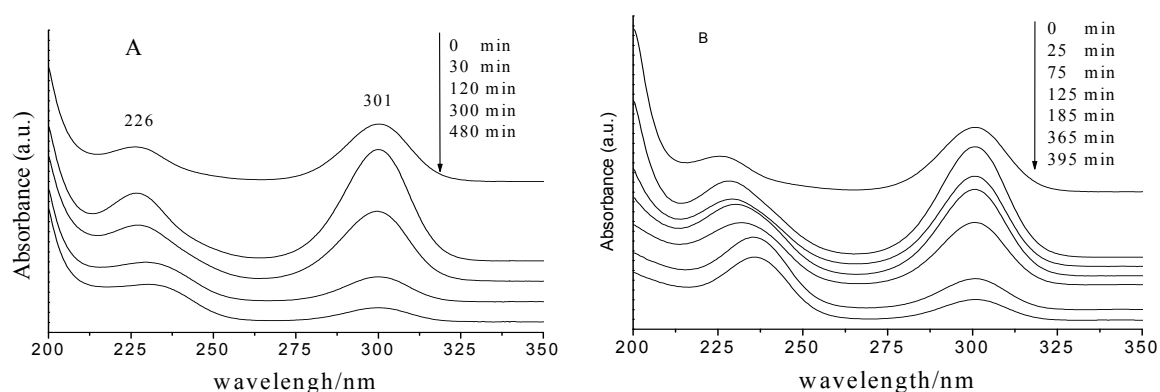 A
0 min
30 min
120 min
300 min
480 min
226
301
Absorbance (a.u.)
200 225 250 275 300 325 350
wavelengh/nm
B
0 min
25 min
75 min
125 min
185 min
365 min
395 min
Absorbance (a.u.)
200 225 250 275 300 325 350
wavelength/nm